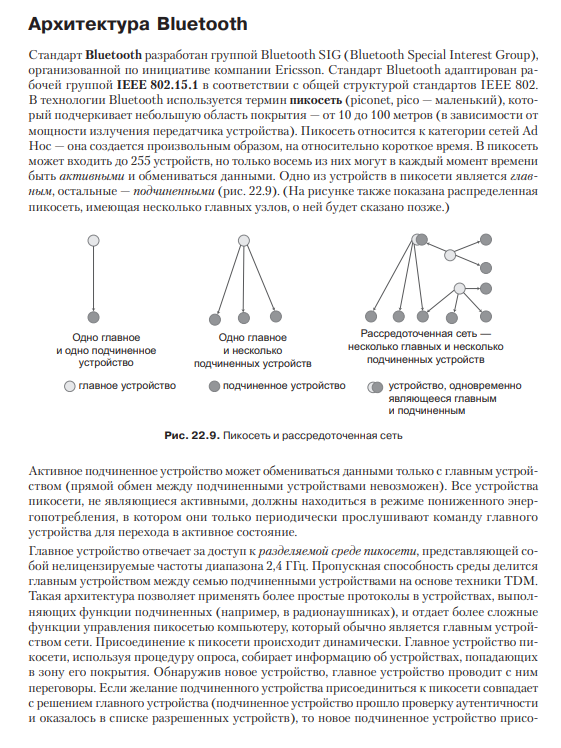 Архитектура Bluetooth
Стандарт Bluetooth разработан группой Bluetooth SIG (Bluetooth Special Interest Group),
организованной по инициативе компании Ericsson. Стандарт Bluetooth адаптирован ра-
бочей группой IEEE 802.15.1 в соответствии с общей структурой стандартов IEEE 802.
В технологии Bluetooth используется термин пикосеть (piconet, pico — маленький), кото-
рый подчеркивает небольшую область покрытия — от 10 до 100 метров (в зависимости от
мощности излучения передатчика устройства). Пикосеть относится к категории сетей Ad
Hoc — она создается произвольным образом, на относительно короткое время. В пикосеть
может входить до 255 устройств, но только восемь из них могут в каждый момент времени
быть активными и обмениваться данными. Одно из устройств в пикосети является глав-
ным, остальные — подчиненными (рис. 22.9). (На рисунке также показана распределенная
пикосеть, имеющая несколько главных узлов, о ней будет сказано позже.)
Одно главное
и одно подчиненное
устройство
Одно главное
и несколько
подчиненных устройств
Рассредоточенная сеть —
несколько главных и несколько
подчиненных устройств
главное устройство
подчиненное устройство
устройство, одновременно
являющееся главным
и подчиненным
Рис. 22.9. Пикосеть и рассредоточенная сеть
Активное подчиненное устройство может обмениваться данными только с главным устрой-
ством (прямой обмен между подчиненными устройствами невозможен). Все устройства
пикосети, не являющиеся активными, должны находиться в режиме пониженного энер-
гопотребления, в котором они только периодически прослушивают команду главного
устройства для перехода в активное состояние.
Главное устройство отвечает за доступ к разделяемой среде пикосети, представляющей со-
бой нелицензируемые частоты диапазона 2,4 ГГц. Пропускная способность среды делится
главным устройством между семью подчиненными устройствами на основе техники TDM.
Такая архитектура позволяет применять более простые протоколы в устройствах, выпол-
няющих функции подчиненных (например, в радионаушниках), и отдает более сложные
функции управления пикосетью компьютеру, который обычно является главным устрой-
ством сети. Присоединение к пикосети происходит динамически. Главное устройство пи-
косети, используя процедуру опроса, собирает информацию об устройствах, попадающих
в зону его покрытия. Обнаружив новое устройство, главное устройство проводит с ним
переговоры. Если желание подчиненного устройства присоединиться к пикосети совпадает
с решением главного устройства (подчиненное устройство прошло проверку аутентичности
и оказалось в списке разрешенных устройств), то новое подчиненное устройство присо-